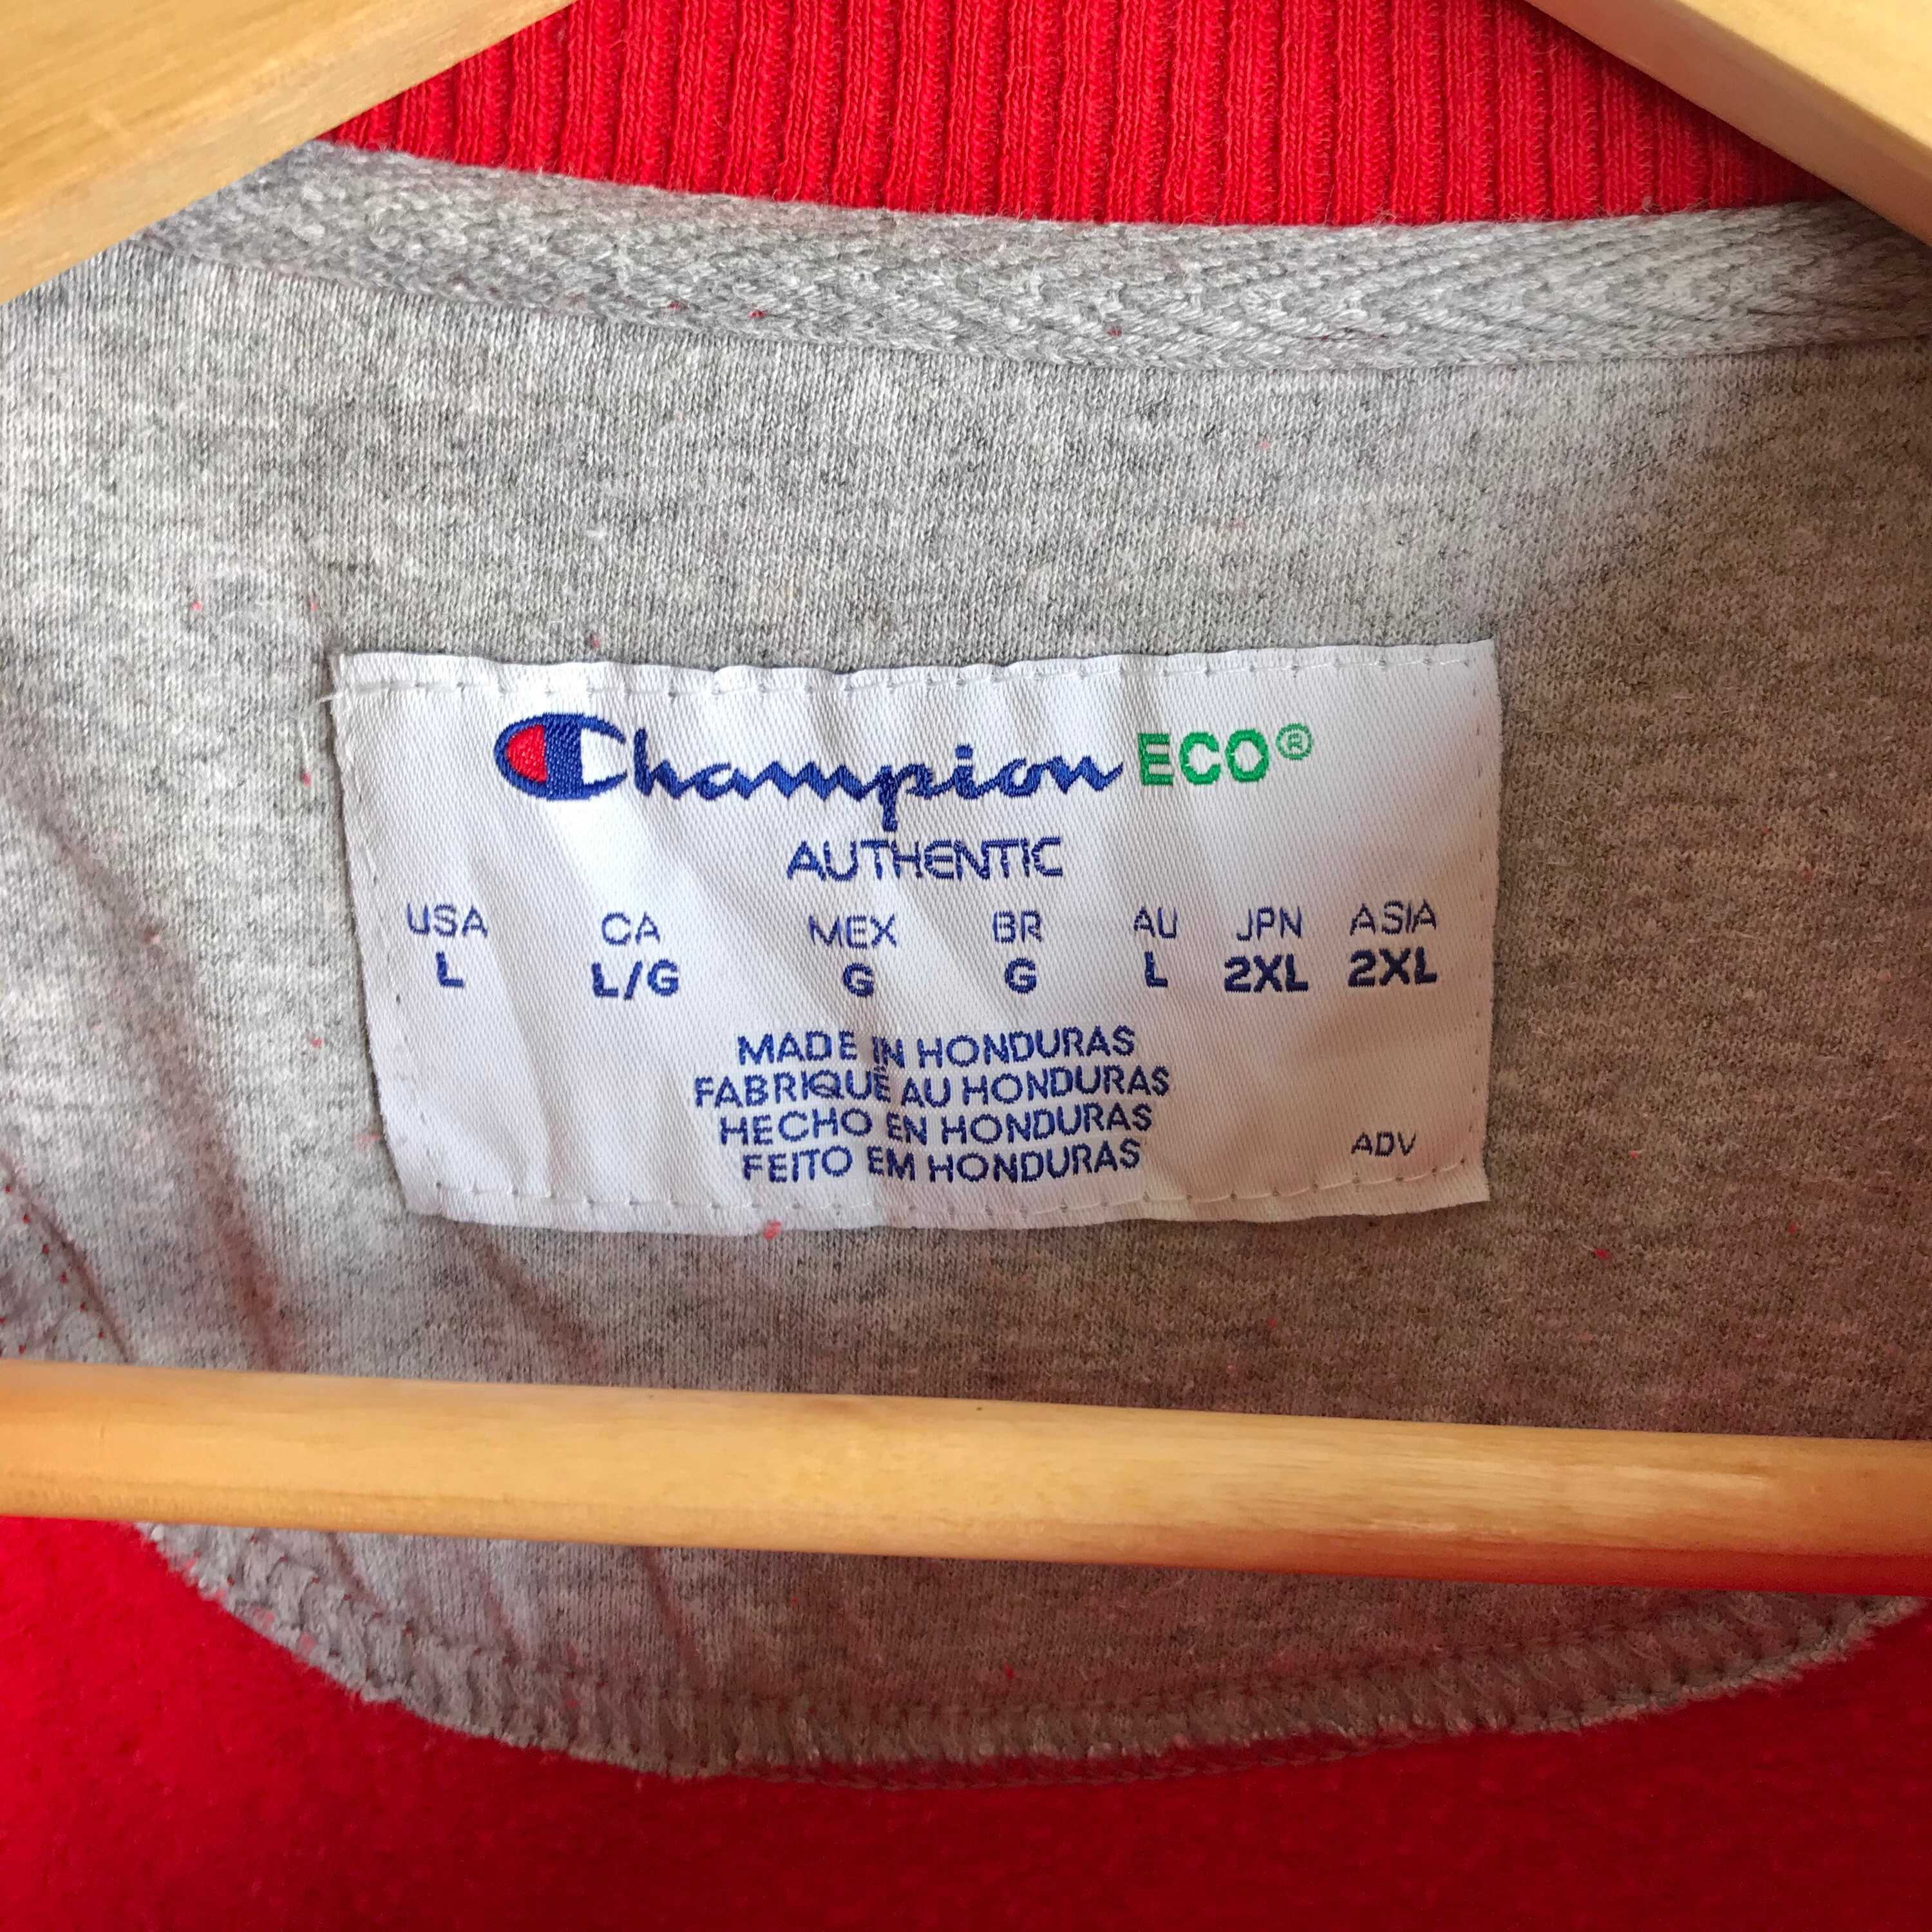 Champion ECO®
AUTHENTIC
USA CA MEX BR AU JPN ASIA
L L/G G G L 2XL 2XL
MADE IN HONDURAS
FABRIQUÉ AU HONDURAS
HECHO EN HONDURAS
FEITO EM HONDURAS
ADV